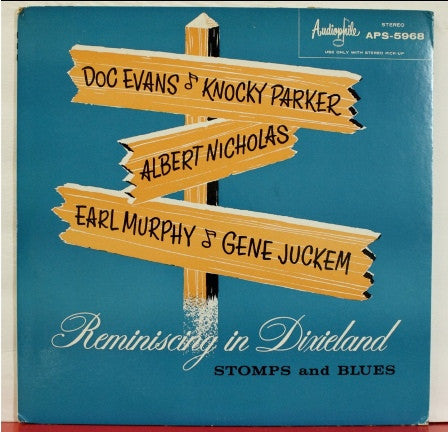 Audiophile
STEREO
APS-5968
USE ONLY WITH STEREO PICK-UP
DOC EVANS ♫ KNOCKY PARKER
ALBERT NICHOLAS
EARL MURPHY ♫ GENE JUCKEM
Reminiscing in Dixieland
STOMPS and BLUES